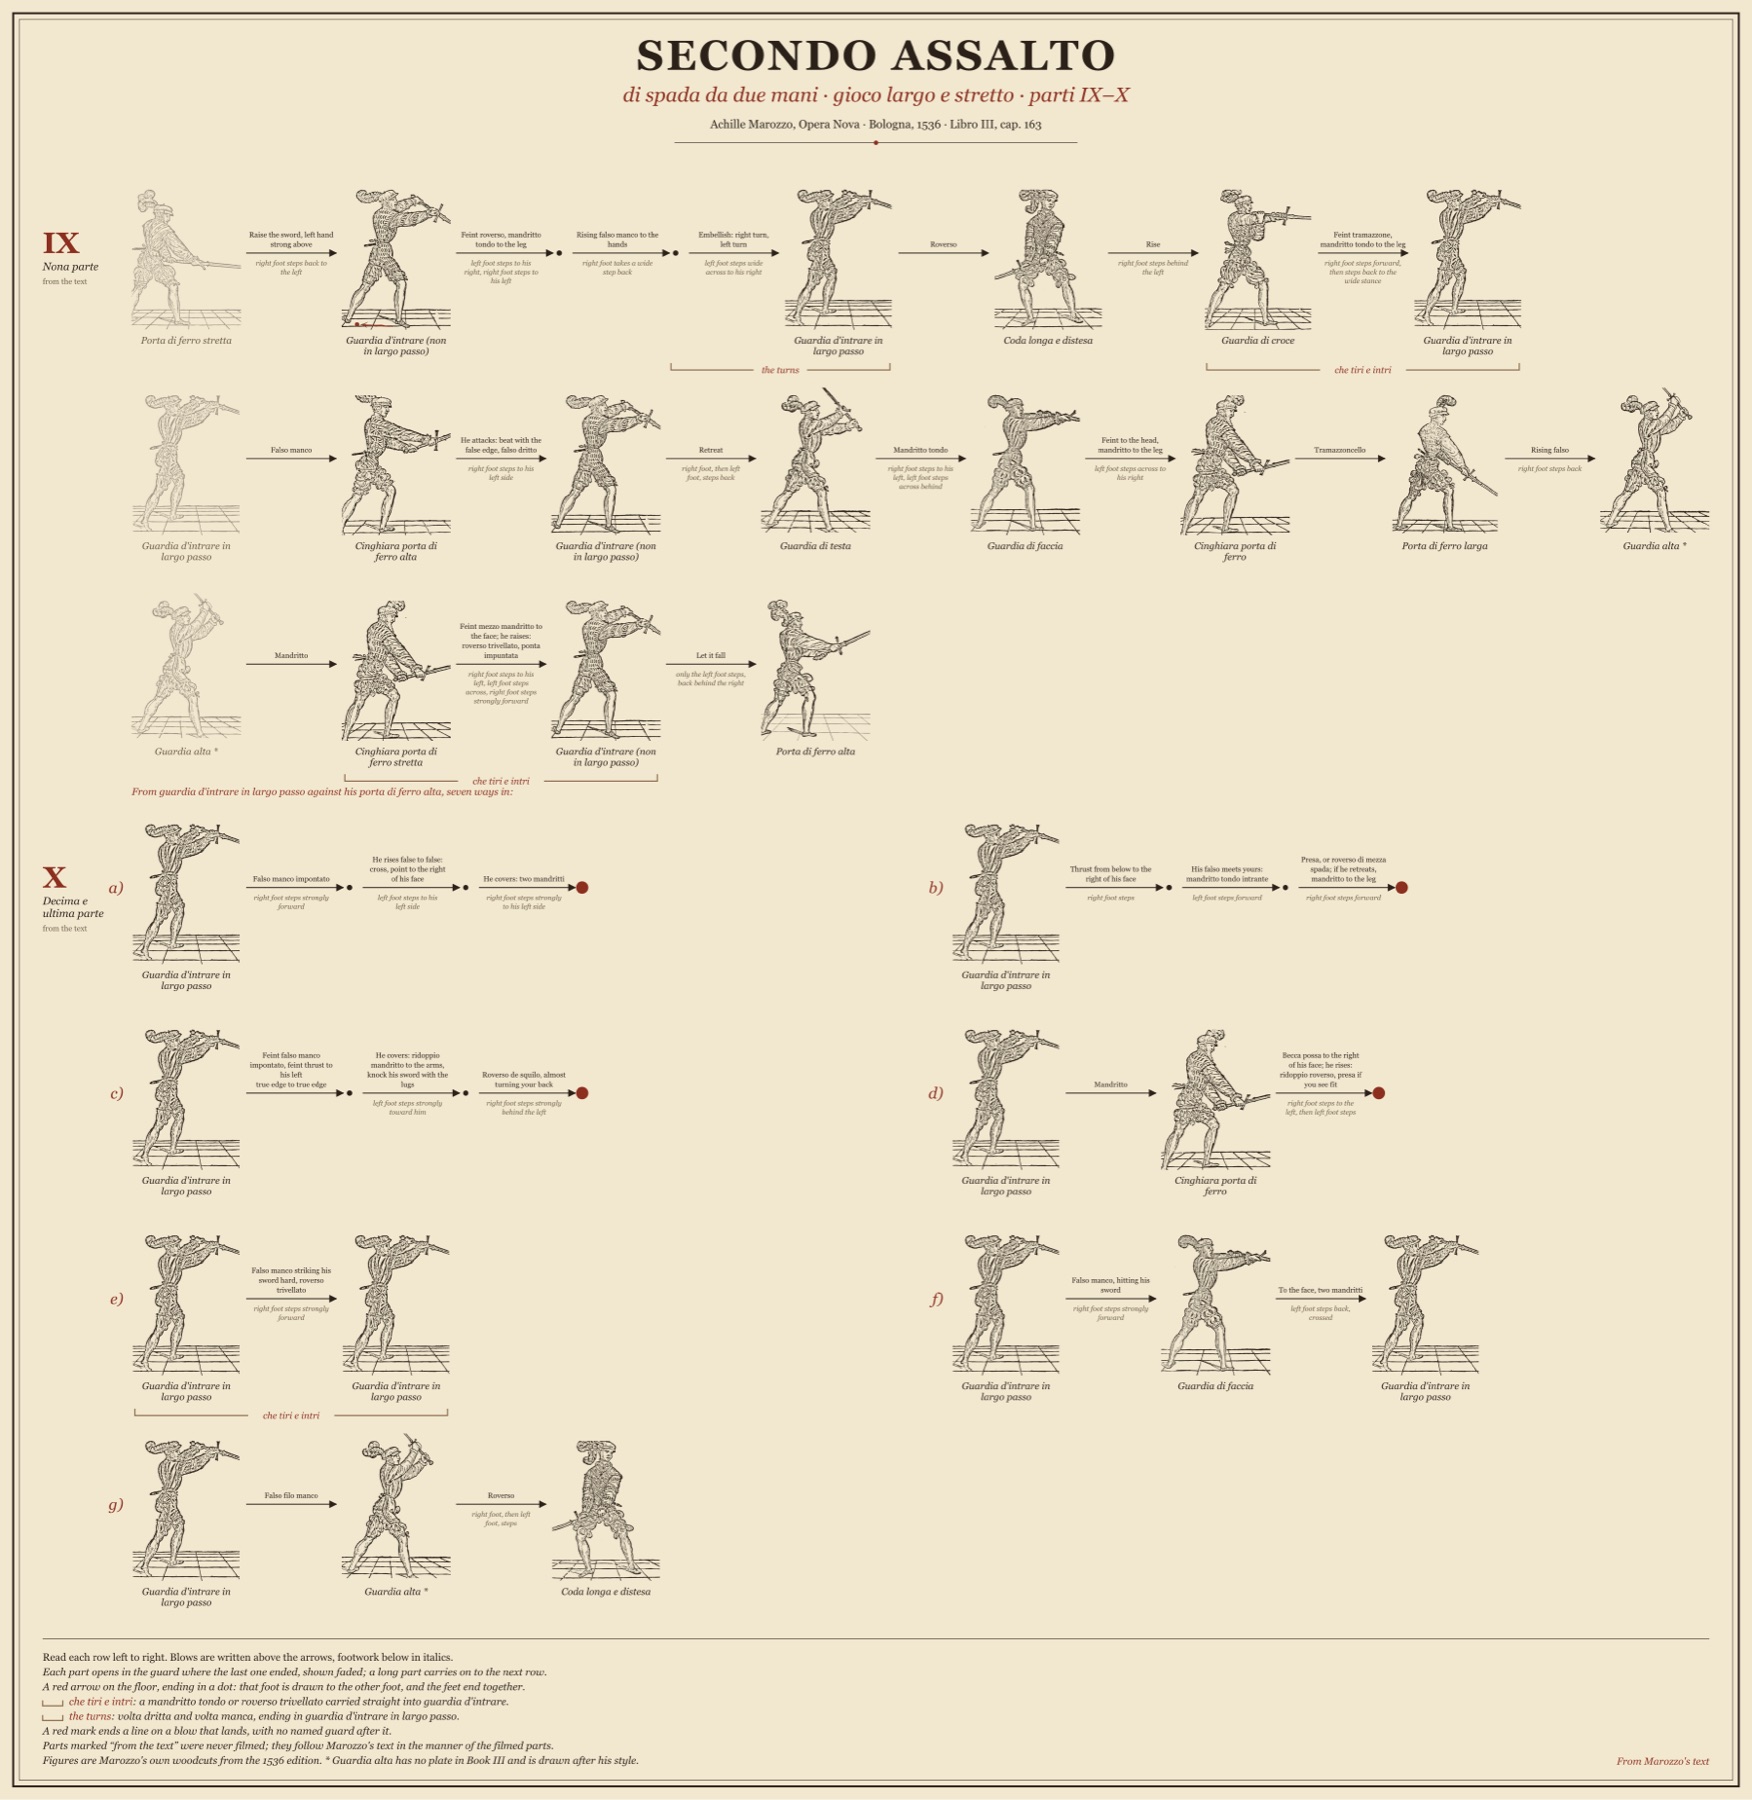 SECONDO ASSALTO
di spada da due mani · gioco largo e stretto · parti IX–X
Achille Marozzo, Opera Nova · Bologna, 1536 · Libro III, cap. 163
IX
Nona parte
from the text
Porta di ferro stretta
Raise the sword, left hand
strong above
right foot steps back to
the left
Guardia d'intrare (non
in largo passo)
Feint roverso, mandritto
tondo to the leg
left foot steps to his
right, right foot steps to
his left
Rising falso manco to the
hands
right foot takes a wide
step back
Embellish: right turn,
left turn
left foot steps wide
across to his right
Guardia d'intrare in
largo passo
the turns
Roverso
Coda longa e distesa
Rise
right foot steps behind
the left
Guardia di croce
Feint tramazzone,
mandritto tondo to the leg
right foot steps forward,
then steps back to the
wide stance
Guardia d'intrare in
largo passo
che tiri e intri
Guardia d'intrare in
largo passo
Falso manco
Cinghiara porta di
ferro alta
He attacks: beat with the
false edge, falso dritto
right foot steps to his
left side
Guardia d'intrare (non
in largo passo)
Retreat
right foot, then left
foot, steps back
Guardia di testa
Mandritto tondo
right foot steps to his
left, left foot steps
across behind
Guardia di faccia
Feint to the head,
mandritto to the leg
left foot steps across to
his right
Cinghiara porta di
ferro
Tramazzoncello
Porta di ferro larga
Rising falso
right foot steps back
Guardia alta *
Guardia alta *
Mandritto
Cinghiara porta di
ferro stretta
Feint mezzo mandritto to
the face; he raises:
roverso trivellato, ponta
impuntata
right foot steps to his
left, left foot steps
across, right foot steps
strongly forward
Guardia d'intrare (non
in largo passo)
che tiri e intri
Let it fall
only the left foot steps,
back behind the right
Porta di ferro alta
From guardia d'intrare in largo passo against his porta di ferro alta, seven ways in:
X
Decima e
ultima parte
from the text
a)
Guardia d'intrare in
largo passo
Falso manco impontato
right foot steps strongly
forward
He rises false to false:
cross, point to the right
of his face
left foot steps to his
left side
He covers: two mandritti
right foot steps strongly
to his left side
b)
Guardia d'intrare in
largo passo
Thrust from below to the
right of his face
right foot steps
His falso meets yours:
mandritto tondo intrante
left foot steps forward
Presa, or roverso di mezza
spada; if he retreats,
mandritto to the leg
right foot steps forward
c)
Guardia d'intrare in
largo passo
Feint falso manco
impontato, feint thrust to
his left
true edge to true edge
He covers: ridoppio
mandritto to the arms,
knock his sword with the
lugs
left foot steps strongly
toward him
Roverso de squilo, almost
turning your back
right foot steps strongly
behind the left
d)
Guardia d'intrare in
largo passo
Mandritto
Cinghiara porta di
ferro
Becca possa to the right
of his face; he rises:
ridoppio roverso, presa if
you see fit
right foot steps to the
left, then left foot steps
e)
Guardia d'intrare in
largo passo
Falso manco striking his
sword hard, roverso
trivellato
right foot steps strongly
forward
Guardia d'intrare in
largo passo
che tiri e intri
f)
Guardia d'intrare in
largo passo
Falso manco, hitting his
sword
right foot steps strongly
forward
Guardia di faccia
To the face, two mandritti
left foot steps back,
crossed
Guardia d'intrare in
largo passo
g)
Guardia d'intrare in
largo passo
Falso filo manco
Guardia alta *
Roverso
right foot, then left
foot, steps
Coda longa e distesa
Read each row left to right. Blows are written above the arrows, footwork below in italics.
Each part opens in the guard where the last one ended, shown faded; a long part carries on to the next row.
A red arrow on the floor, ending in a dot: that foot is drawn to the other foot, and the feet end together.
che tiri e intri: a mandritto tondo or roverso trivellato carried straight into guardia d'intrare.
the turns: volta dritta and volta manca, ending in guardia d'intrare in largo passo.
A red mark ends a line on a blow that lands, with no named guard after it.
Parts marked “from the text” were never filmed; they follow Marozzo's text in the manner of the filmed parts.
Figures are Marozzo's own woodcuts from the 1536 edition. * Guardia alta has no plate in Book III and is drawn after his style.
From Marozzo's text